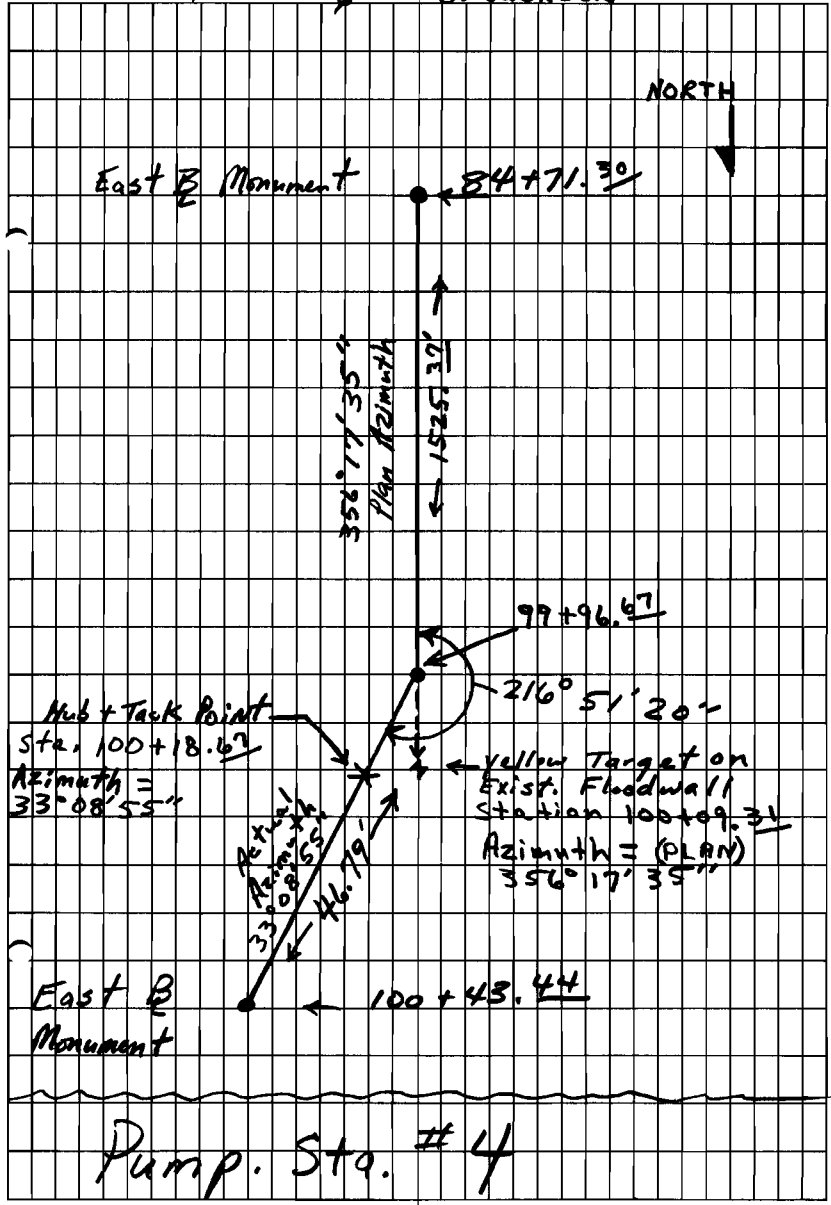 NORTH
East B Monument
84+71.30
356°17'35"
Plan Azimuth
1525.37'
99+96.67
216° 51' 20"
Hub + Tack Point
Sta. 100+18.67
Azimuth =
33°08'55"
Yellow Target on
Exist. Floodwall
Station 100+09.31
Azimuth = (PLAN)
356° 17' 35"
Actual
Azimuth
33°08'55"
46.79'
East B
Monument
100+43.44
Pump. Sta. # 4